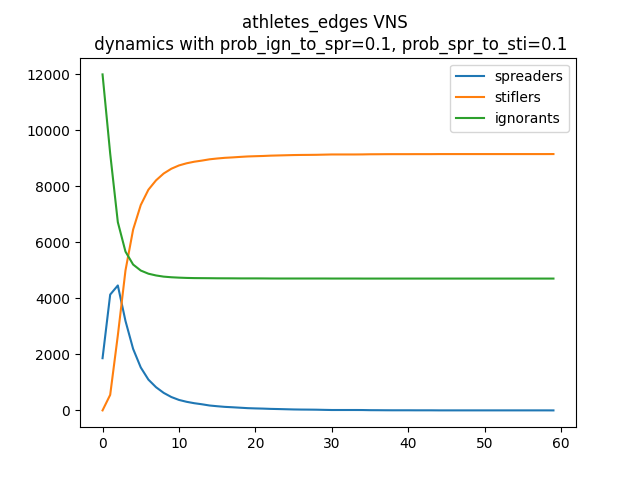 athletes_edges VNS
dynamics with prob_ign_to_spr=0.1, prob_spr_to_sti=0.1
spreaders
stiflers
ignorants
12000
10000
8000
6000
4000
2000
0
0 10 20 30 40 50 60